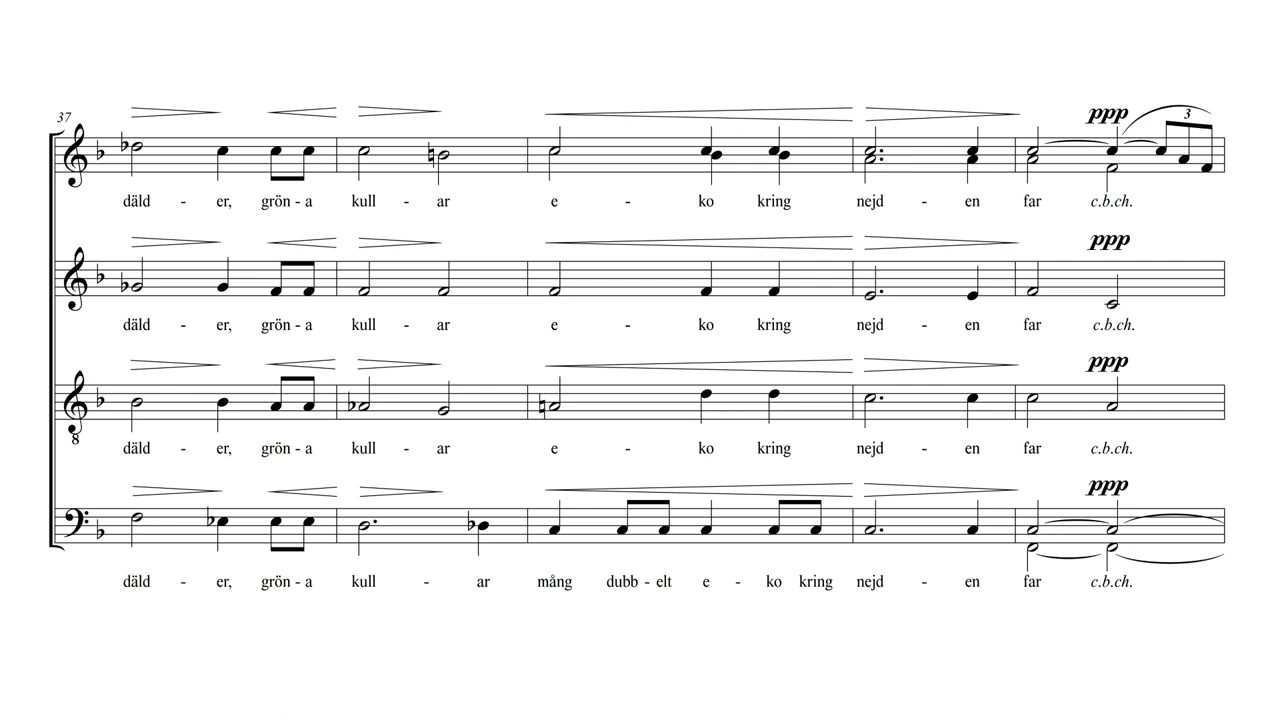 37
ppp
3
däld - er, grön - a kull - ar e - ko kring nejd - en far c.b.ch.
ppp
däld - er, grön - a kull - ar e - ko kring nejd - en far c.b.ch.
ppp
8
däld - er, grön - a kull - ar e - ko kring nejd - en far c.b.ch.
ppp
däld - er, grön - a kull - ar mång dubb - elt e - ko kring nejd - en far c.b.ch.